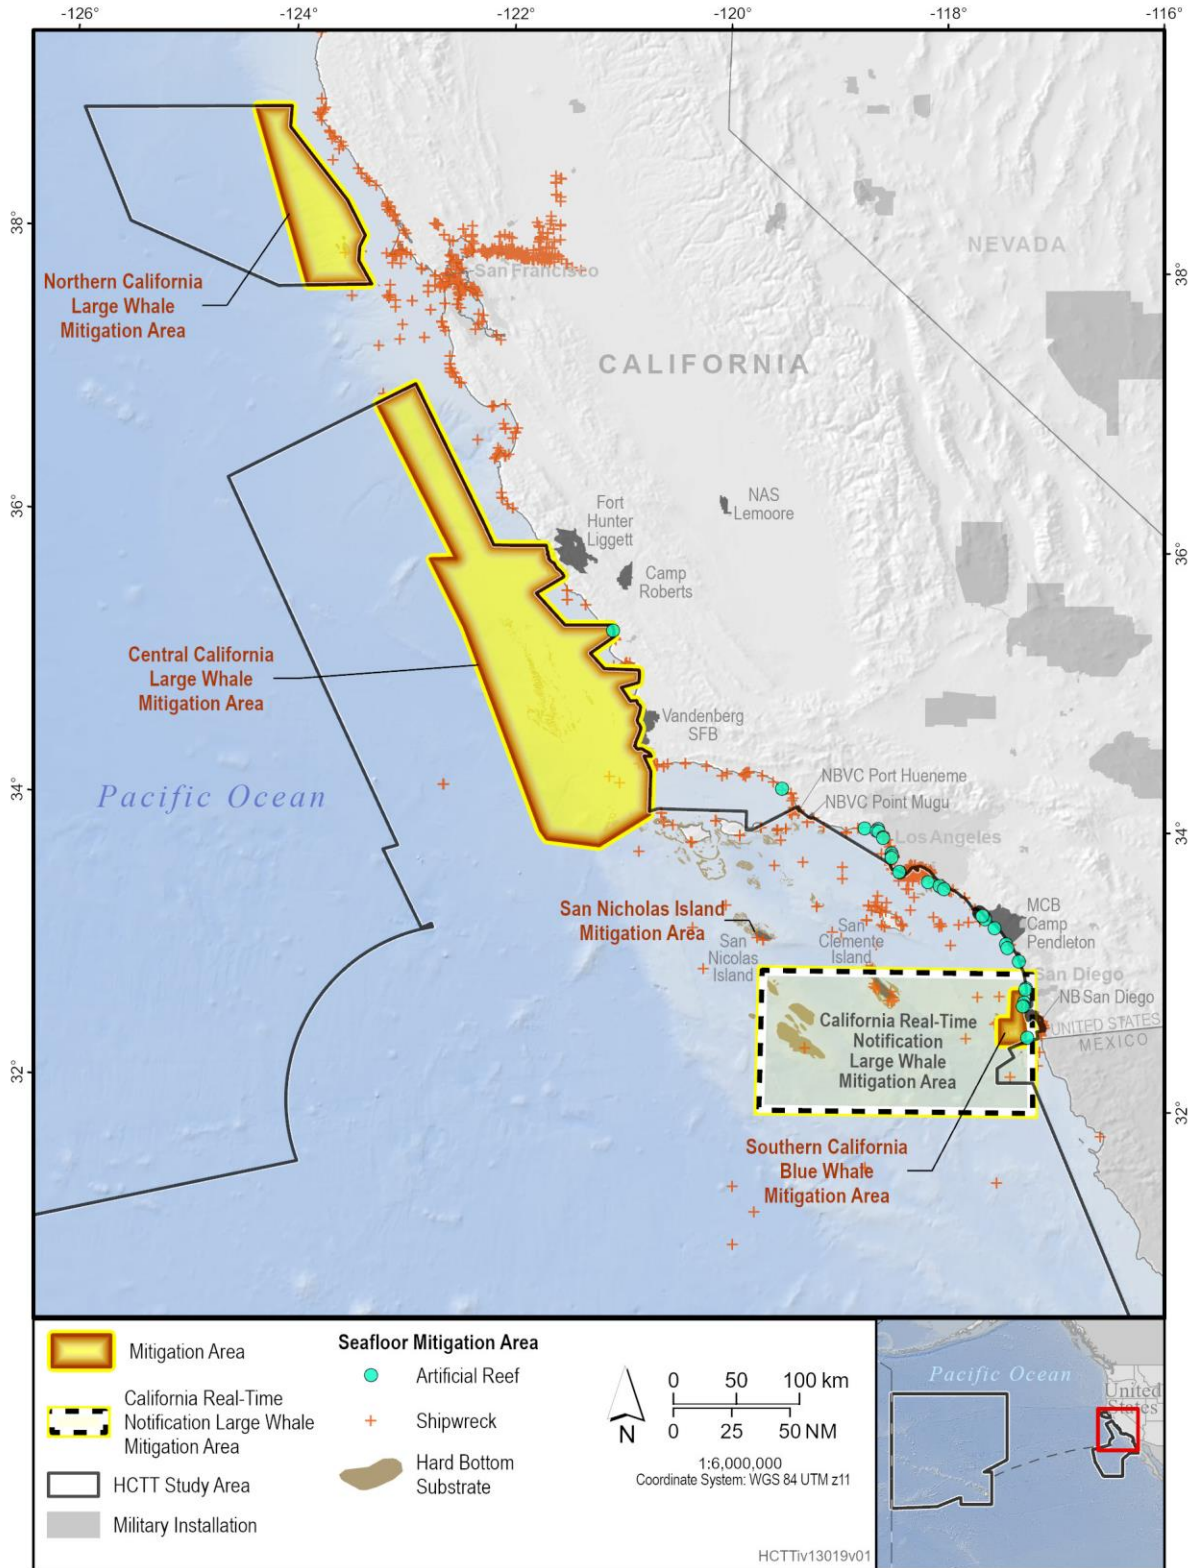 -126°
-124°
-122°
-120°
-118°
-116°
38°
36°
34°
32°
38°
36°
34°
32°
Northern California
Large Whale
Mitigation Area
San Francisco
NEVADA
CALIFORNIA
Fort
Hunter
Liggett
NAS
Lemoore
Camp
Roberts
Central California
Large Whale
Mitigation Area
Vandenberg
SFB
Pacific Ocean
NBVC Port Hueneme
NBVC Point Mugu
Los Angeles
San Nicholas Island
Mitigation Area
San
Nicolas
Island
San
Clemente
Island
MCB
Camp
Pendleton
San Diego
NB San Diego
UNITED STATES
MEXICO
California Real-Time
Notification
Large Whale
Mitigation Area
Southern California
Blue Whale
Mitigation Area
Mitigation Area
California Real-Time
Notification Large Whale
Mitigation Area
HCTT Study Area
Military Installation
Seafloor Mitigation Area
Artificial Reef
Shipwreck
Hard Bottom
Substrate
N
0 50 100 km
0 25 50 NM
1:6,000,000
Coordinate System: WGS 84 UTM z11
HCTTiv13019v01
Pacific Ocean
United
States